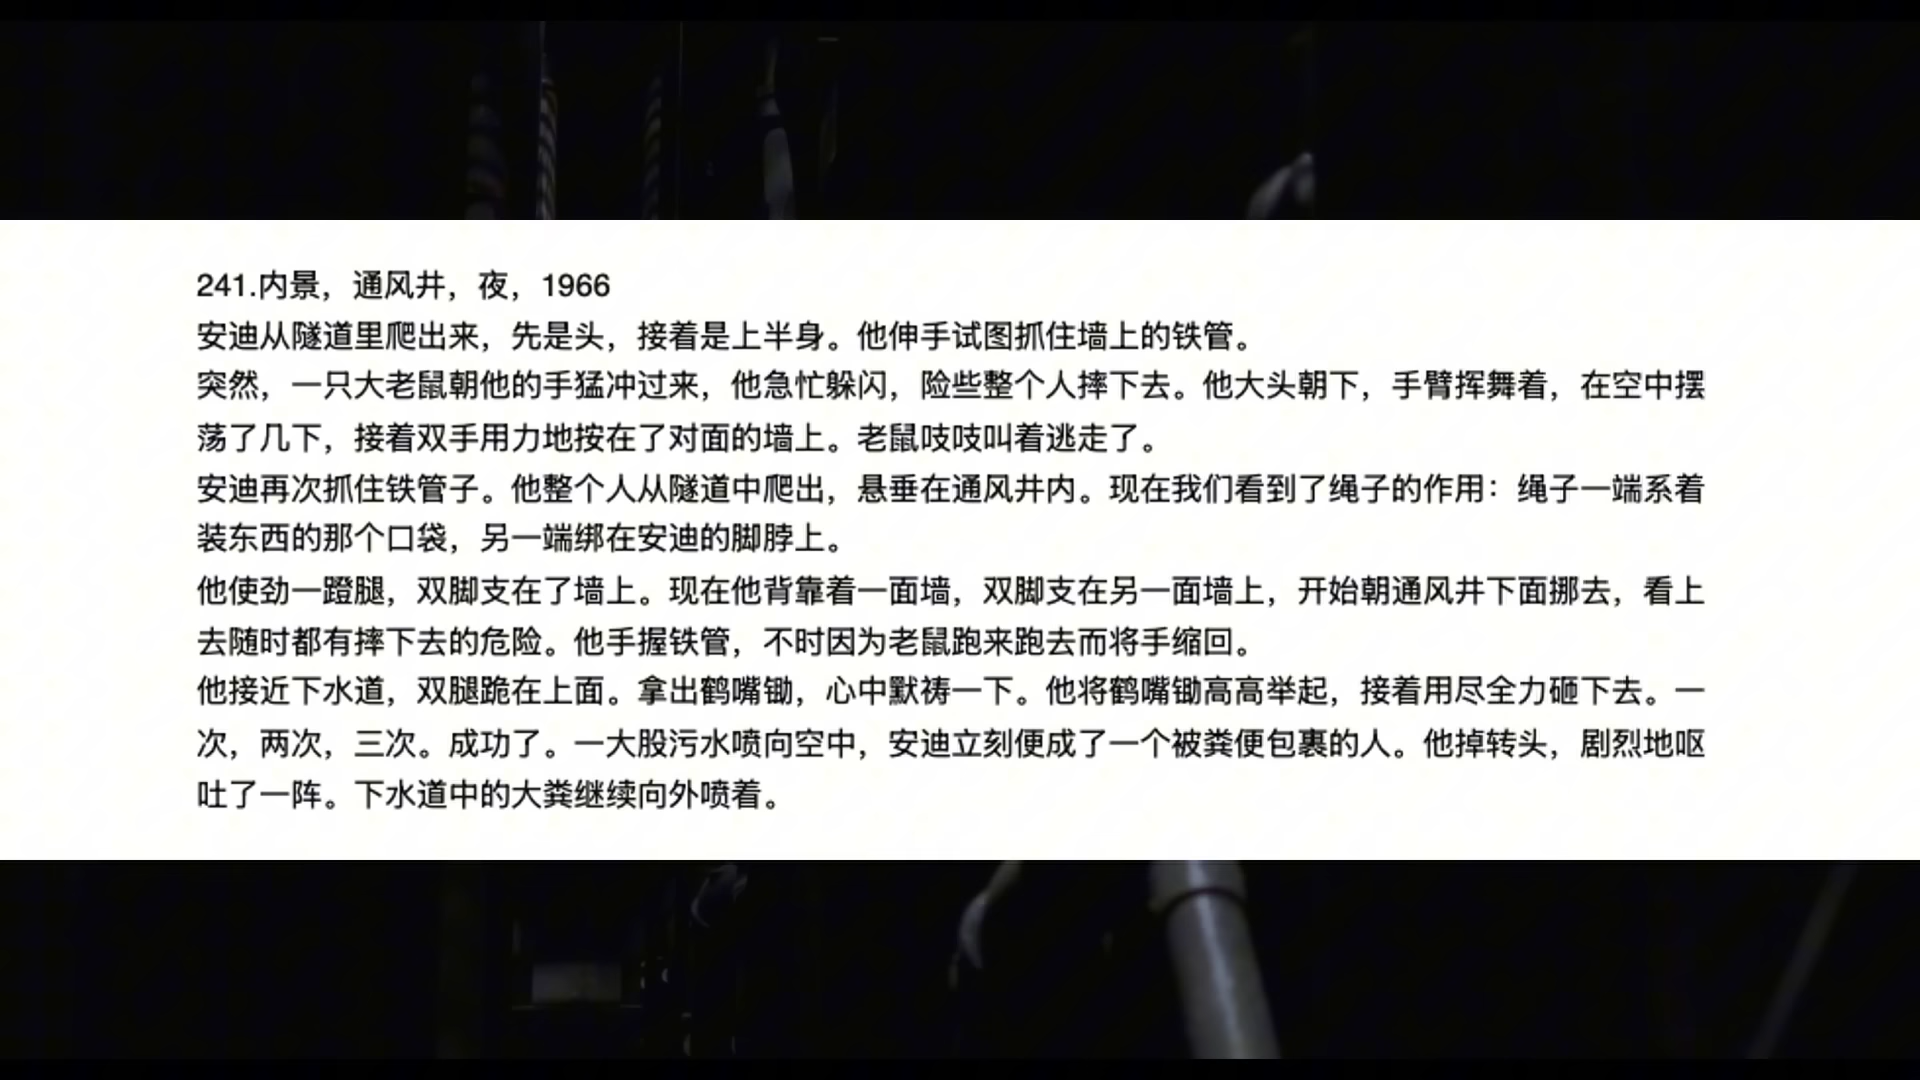 241.内景，通风井，夜，1966
安迪从隧道里爬出来，先是头，接着是上半身。他伸手试图抓住墙上的铁管。
突然，一只大老鼠朝他的手猛冲过来，他急忙躲闪，险些整个人摔下去。他大头朝下，手臂挥舞着，在空中摆
荡了几下，接着双手用力地按在了对面的墙上。老鼠吱吱叫着逃走了。
安迪再次抓住铁管子。他整个人从隧道中爬出，悬垂在通风井内。现在我们看到了绳子的作用：绳子一端系着
装东西的那个口袋，另一端绑在安迪的脚脖上。
他使劲一蹬腿，双脚支在了墙上。现在他背靠着一面墙，双脚支在另一面墙上，开始朝通风井下面挪去，看上
去随时都有摔下去的危险。他手握铁管，不时因为老鼠跑来跑去而将手缩回。
他接近下水道，双腿跪在上面。拿出鹤嘴锄，心中默祷一下。他将鹤嘴锄高高举起，接着用尽全力砸下去。一
次，两次，三次。成功了。一大股污水喷向空中，安迪立刻便成了一个被粪便包裹的人。他掉转头，剧烈地呕
吐了一阵。下水道中的大粪继续向外喷着。